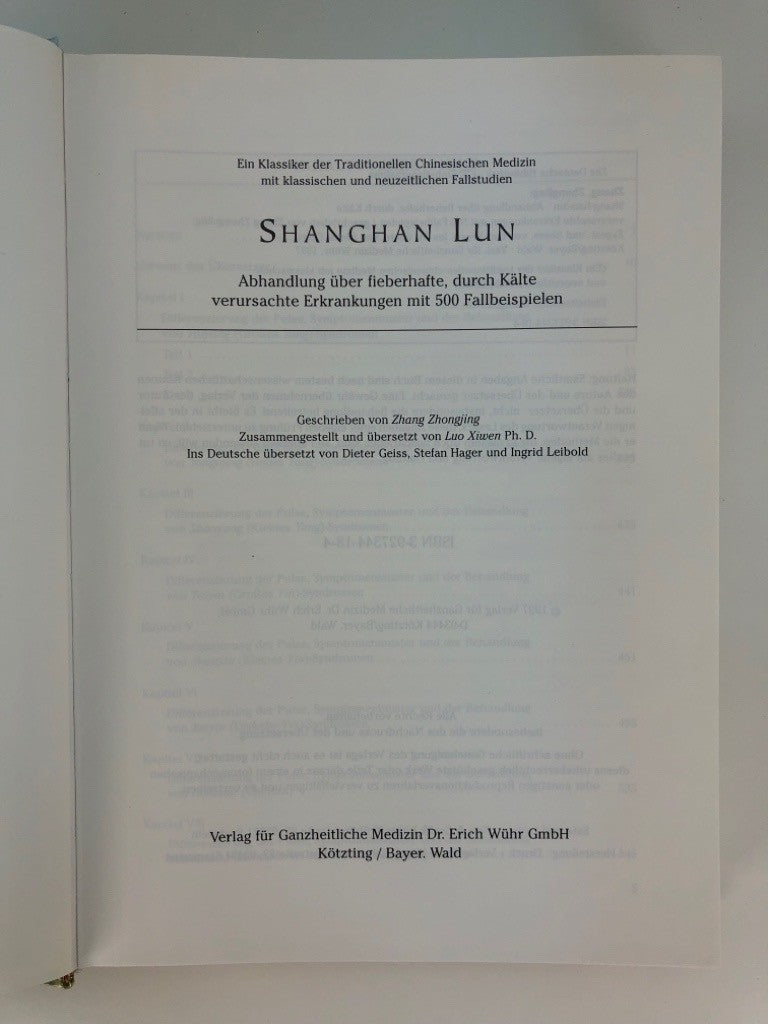 Ein Klassiker der Traditionellen Chinesischen Medizin
mit klassischen und neuzeitlichen Fallstudien
SHANGHAN LUN
Abhandlung über fieberhafte, durch Kälte
verursachte Erkrankungen mit 500 Fallbeispielen
Geschrieben von Zhang Zhongjing
Zusammengestellt und übersetzt von Luo Xiwen Ph. D.
Ins Deutsche übersetzt von Dieter Geiss, Stefan Hager und Ingrid Leibold
Verlag für Ganzheitliche Medizin Dr. Erich Wühr GmbH
Kötzting / Bayer. Wald